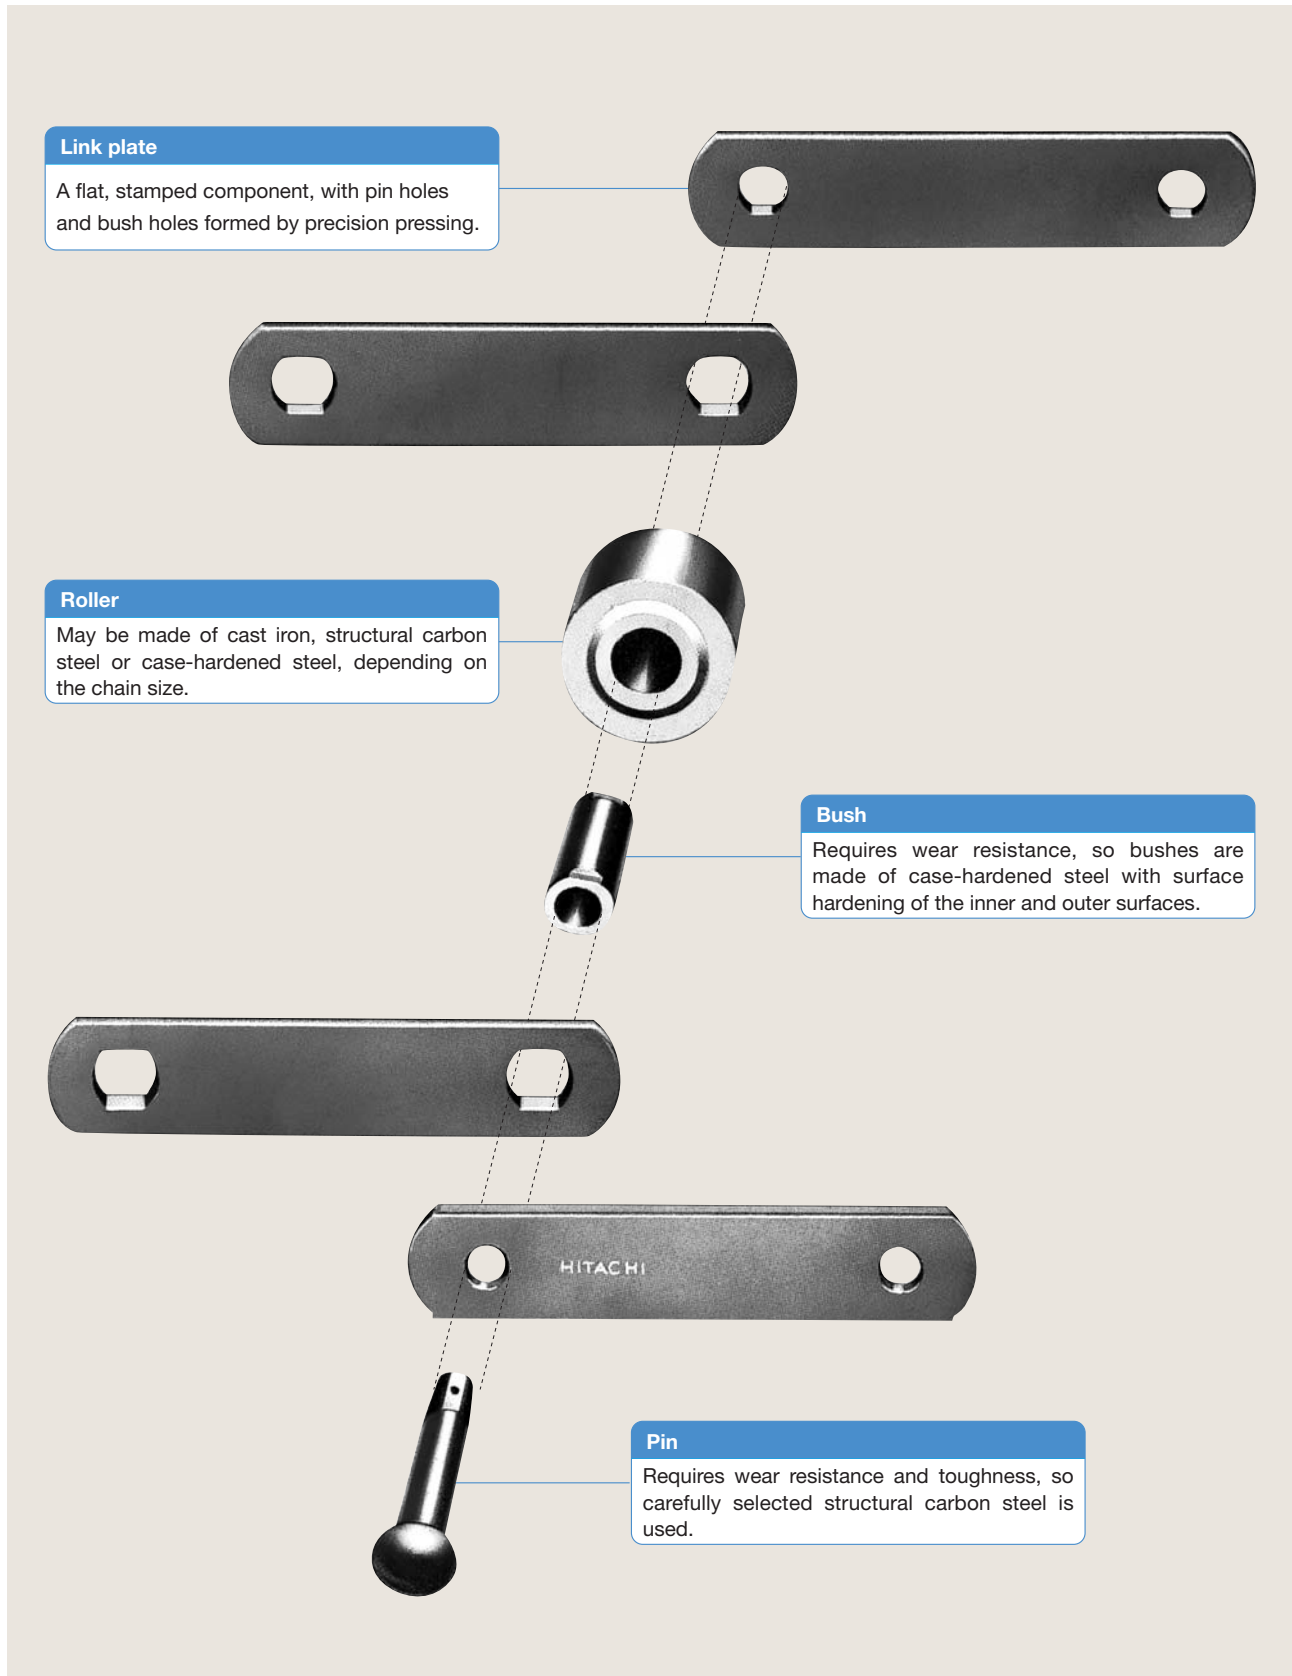 Link plate
A flat, stamped component, with pin holes
and bush holes formed by precision pressing.
Roller
May be made of cast iron, structural carbon
steel or case-hardened steel, depending on
the chain size.
Bush
Requires wear resistance, so bushes are
made of case-hardened steel with surface
hardening of the inner and outer surfaces.
HITACHI
Pin
Requires wear resistance and toughness, so
carefully selected structural carbon steel is
used.